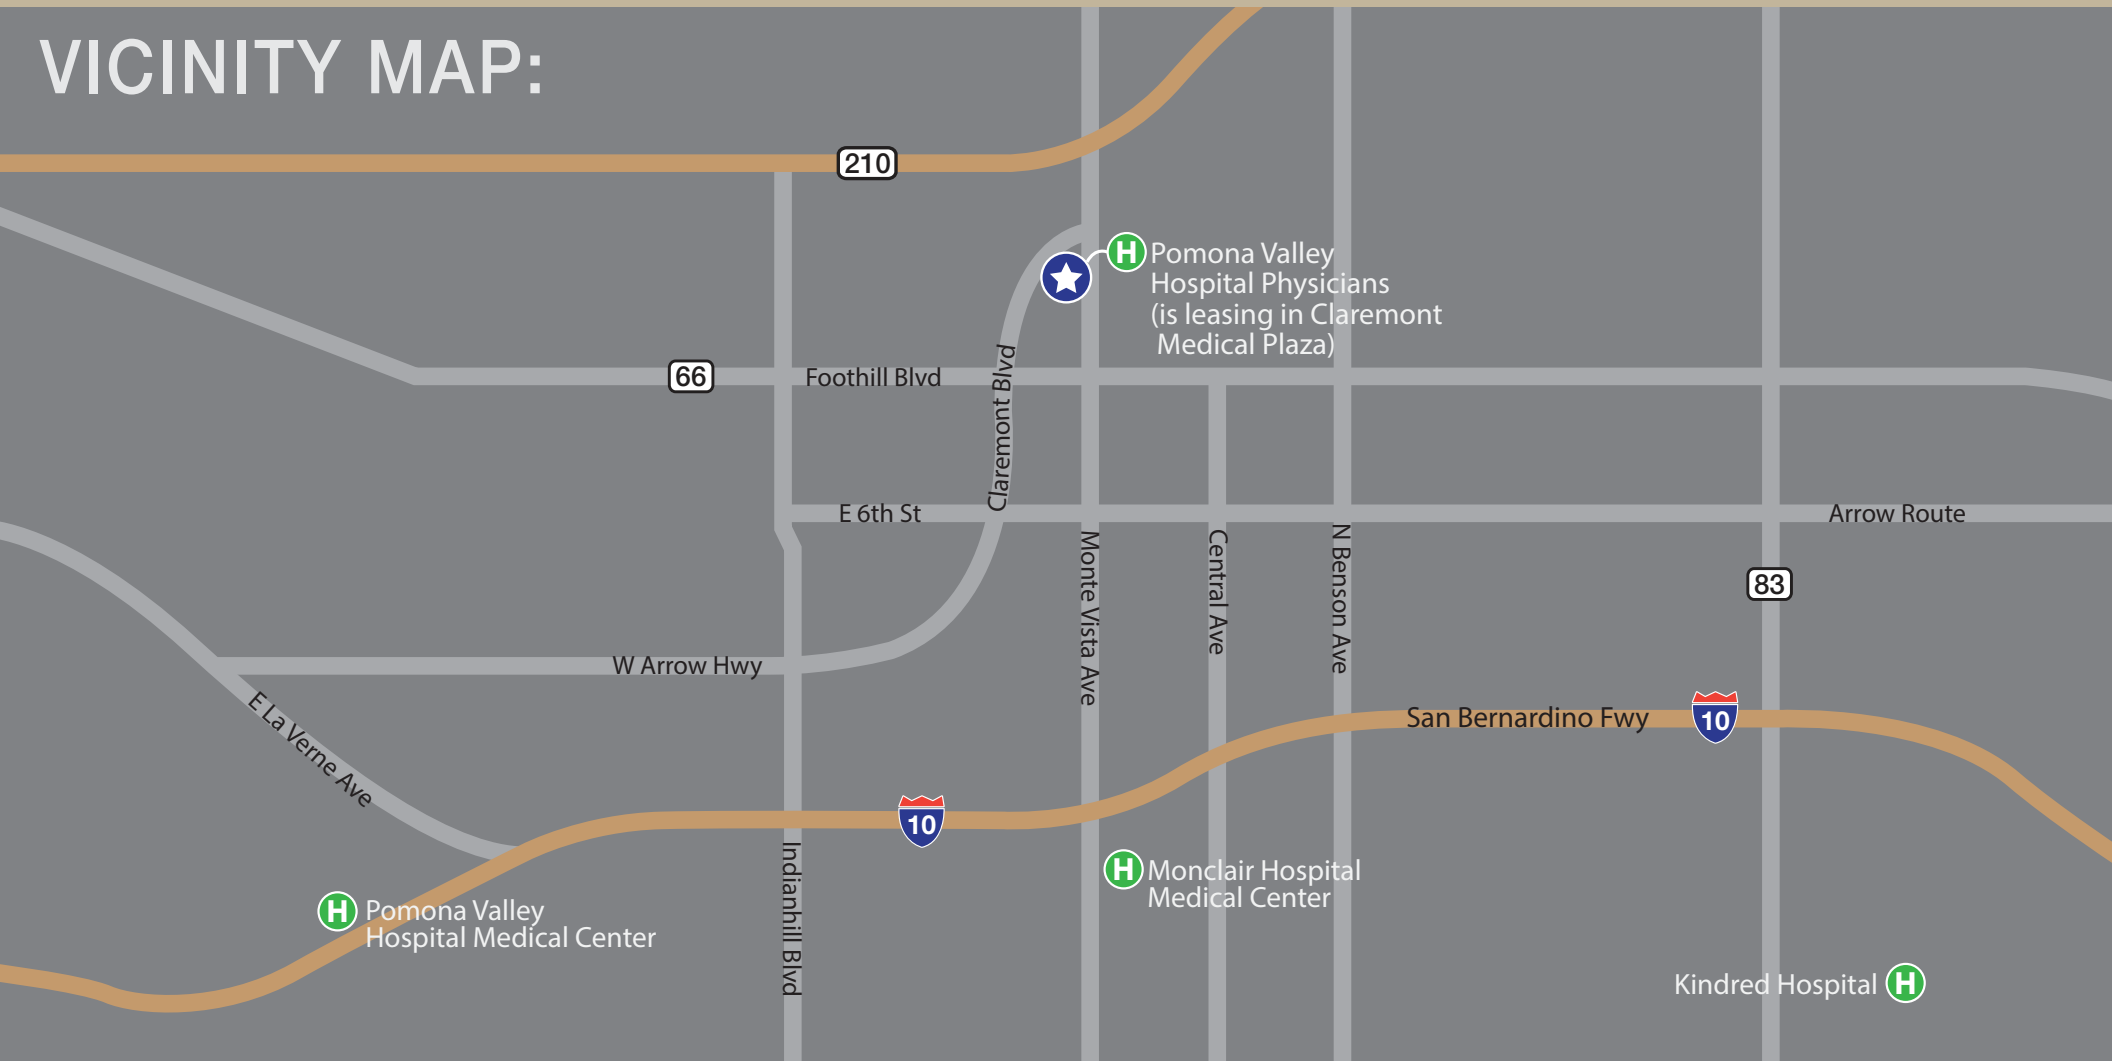 VICINITY MAP:
210
H
Pomona Valley
Hospital Physicians
(is leasing in Claremont
Medical Plaza)
66
Foothill Blvd
Claremont Blvd
E 6th St
Arrow Route
Monte Vista Ave
Central Ave
N Benson Ave
83
W Arrow Hwy
E La Verne Ave
San Bernardino Fwy
10
10
Indianhill Blvd
H
Monclair Hospital
Medical Center
H
Pomona Valley
Hospital Medical Center
Kindred Hospital H